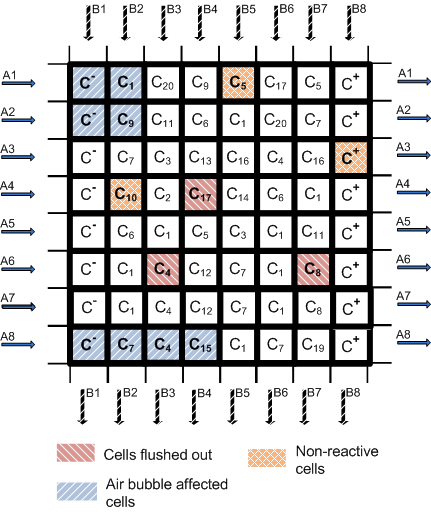 B1 B2 B3 B4 B5 B6 B7 B8
A1 C- C1 C20 C9 C5 C17 C5 C+ A1
A2 C- C9 C11 C6 C1 C20 C7 C+ A2
A3 C- C7 C3 C13 C16 C4 C16 C+ A3
A4 C- C10 C2 C17 C14 C6 C1 C+ A4
A5 C- C6 C1 C5 C3 C1 C11 C+ A5
A6 C- C1 C4 C12 C7 C1 C8 C+ A6
A7 C- C1 C4 C12 C7 C1 C8 C+ A7
A8 C- C7 C4 C15 C1 C7 C19 C+ A8
B1 B2 B3 B4 B5 B6 B7 B8
Cells flushed out
Non-reactive
cells
Air bubble affected
cells